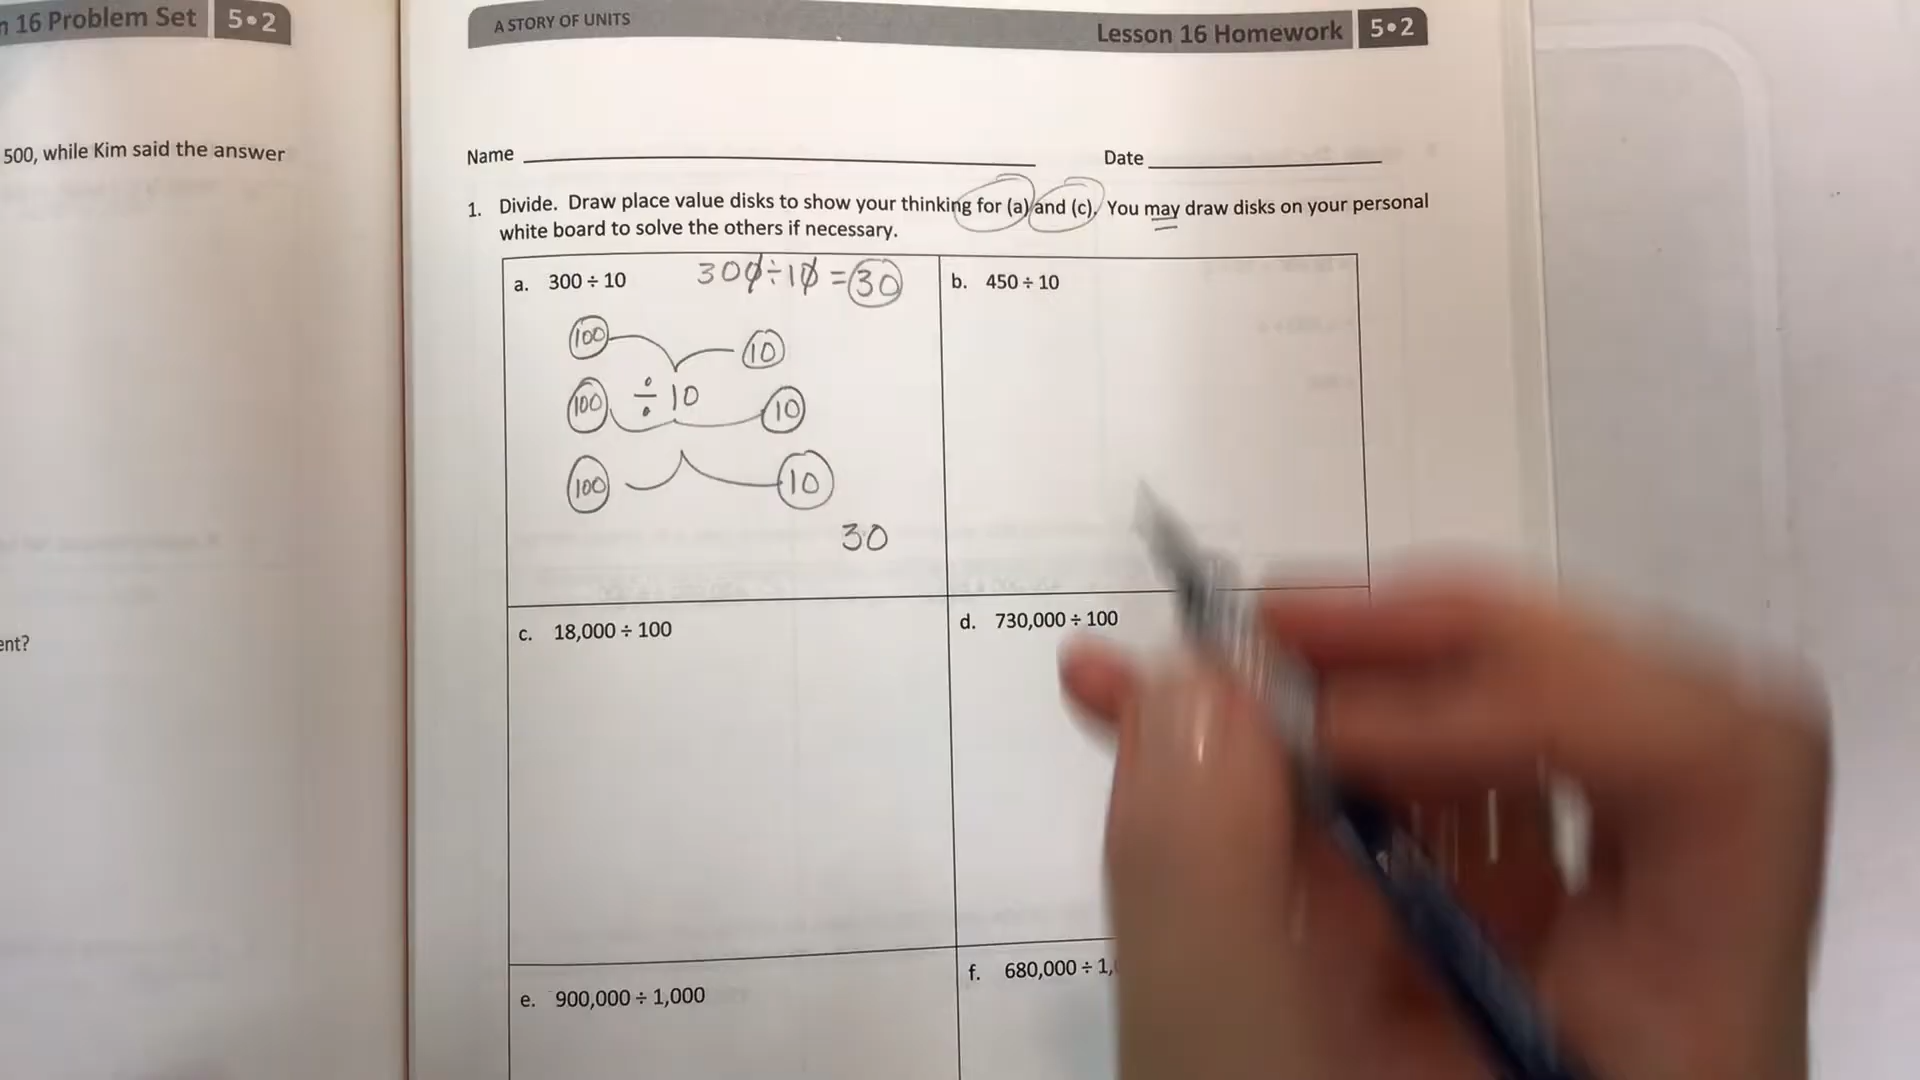 16 Problem Set 5•2
500, while Kim said the answer
ent?
A STORY OF UNITS
Lesson 16 Homework 5•2
Name
Date
1. Divide. Draw place value disks to show your thinking for (a) and (c). You may draw disks on your personal
white board to solve the others if necessary.
a. 300 ÷ 10
300 ÷ 10 = 30
100
10
100 ÷ 10 10
100
10
30
b. 450 ÷ 10
c. 18,000 ÷ 100
d. 730,000 ÷ 100
e. 900,000 ÷ 1,000
f. 680,000 ÷ 1,